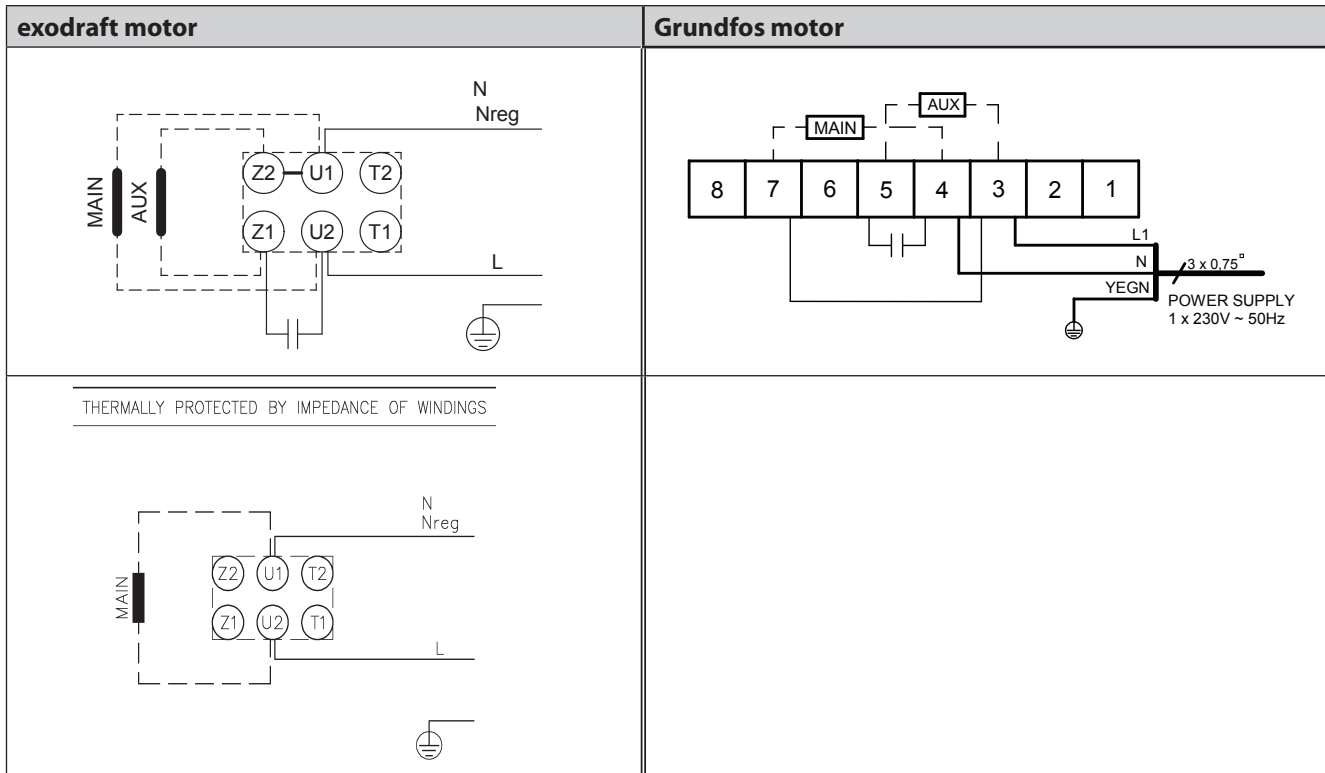 exodraft motor
Grundfos motor
N
Nreg
Z2 U1 T2
MAIN
AUX
Z1 U2 T1
L
AUX
MAIN
8 7 6 5 4 3 2 1
L1
N
3 x 0,75¤
YEGN
POWER SUPPLY
1 x 230V ~ 50Hz
THERMALLY PROTECTED BY IMPEDANCE OF WINDINGS
N
Nreg
Z2 U1 T2
MAIN
Z1 U2 T1
L